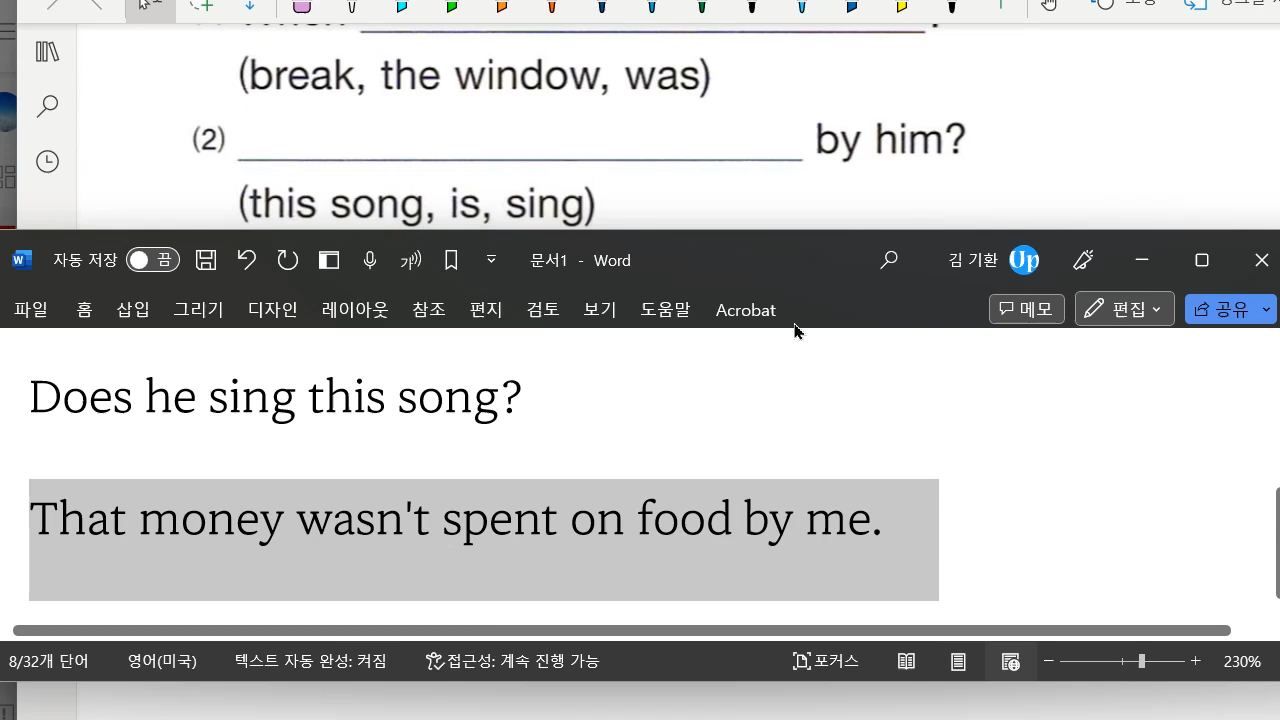 (break, the window, was)
(2) ______ by him?
(this song, is, sing)
자동 저장 끔 가)) 문서1 - Word 김 기환 Up
파일 홈 삽입 그리기 디자인 레이아웃 참조 편지 검토 보기 도움말 Acrobat 메모 편집 공유
Does he sing this song?
That money wasn't spent on food by me.
8/32개 단어 영어(미국) 텍스트 자동 완성: 켜짐 접근성: 계속 진행 가능 포커스 230%